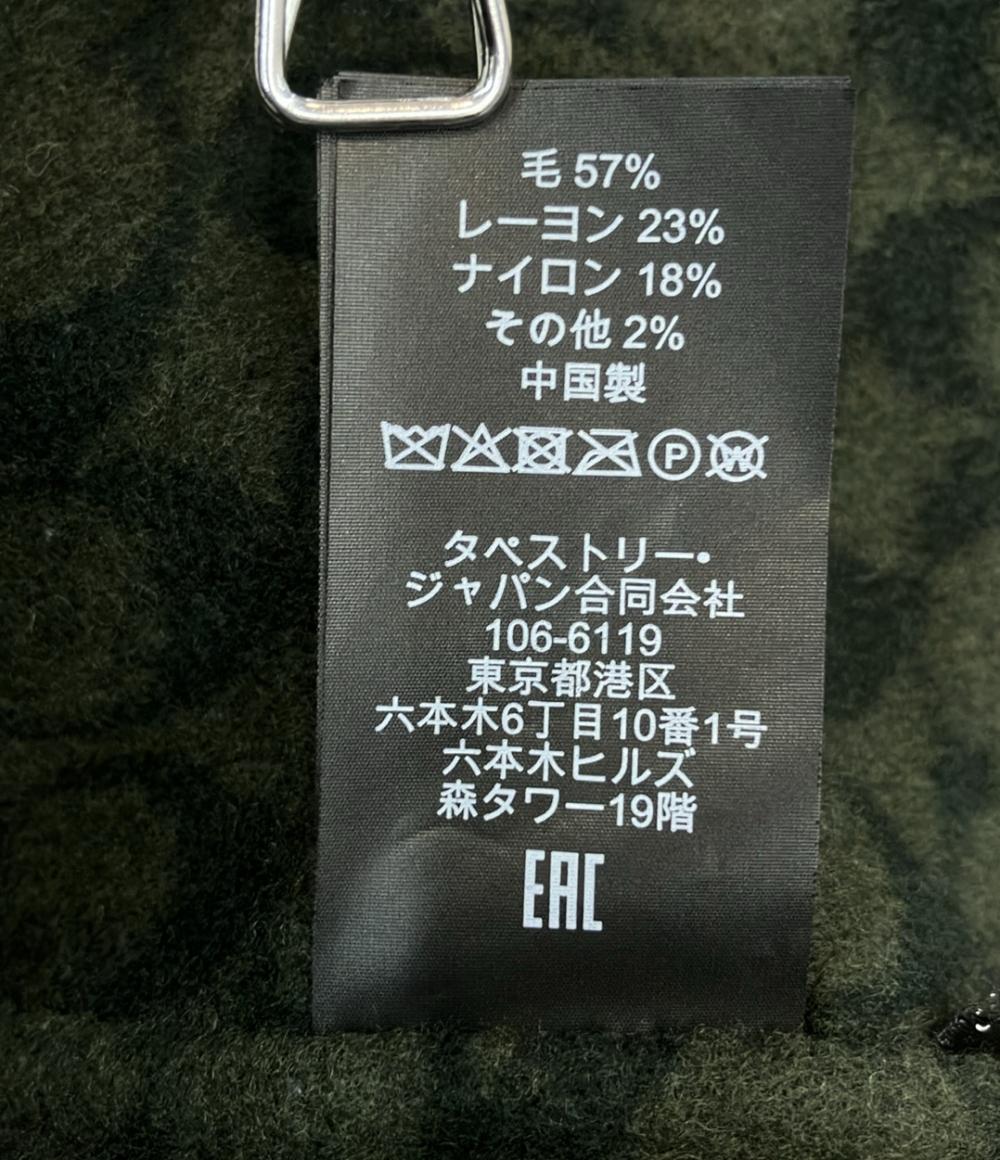 毛 57%
レーヨン 23%
ナイロン 18%
その他 2%
中国製
P W
タペストリー・
ジャパン合同会社
106-6119
東京都港区
六本木6丁目10番1号
六本木ヒルズ
森タワー19階
EAC